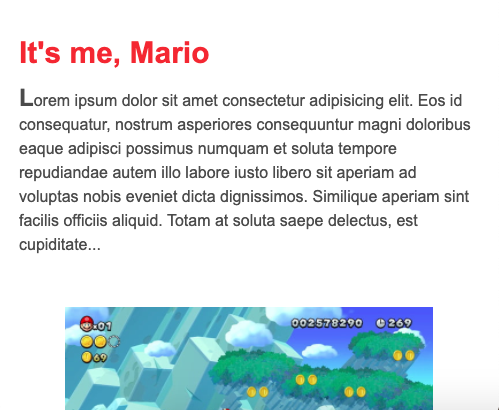 It's me, Mario
Lorem ipsum dolor sit amet consectetur adipisicing elit. Eos id
consequatur, nostrum asperiores consequuntur magni doloribus
eaque adipisci possimus numquam et soluta tempore
repudiandae autem illo labore iusto libero sit aperiam ad
voluptas nobis eveniet dicta dignissimos. Similique aperiam sint
facilis officiis aliquid. Totam at soluta saepe delectus, est
cupiditate...
x01 002578290 269
69